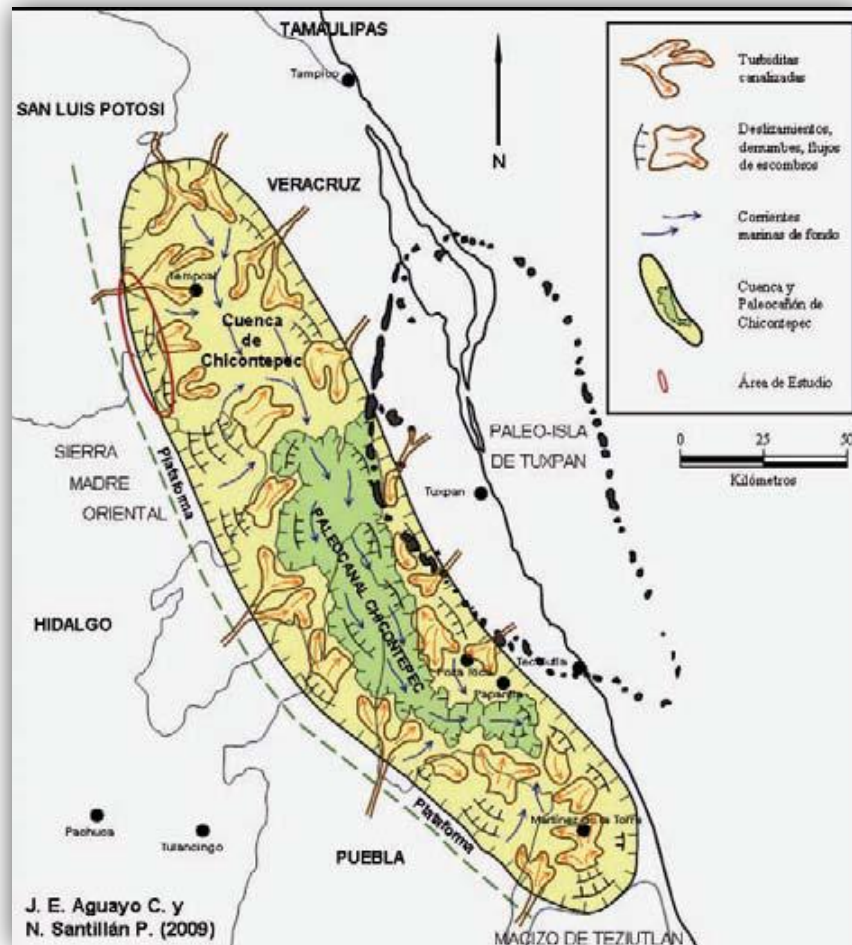 TAMAULIPAS
Tampico
SAN LUIS POTOSI
VERACRUZ
N
Tempoal
Cuenca
de
Chicontepec
PALEO-ISLA
DE TUXPAN
SIERRA
MADRE
ORIENTAL
Plataforma
Tuxpan
PALEOCANAL CHICONTEPEC
HIDALGO
Poza Rica
Tecolutla
Papantla
Pachuca
Tulancingo
Plataforma
Martínez de la Torre
PUEBLA
MACIZO DE TEZIUTLAN
J. E. Aguayo C. y
N. Santillán P. (2009)
Turbiditas
canalizadas
Deslizamientos,
derrumbes, flujos
de escombros
Corrientes
marinas de fondo
Cuenca y
Paleocañón de
Chicontepec
Área de Estudio
0 25 50
Kilómetros